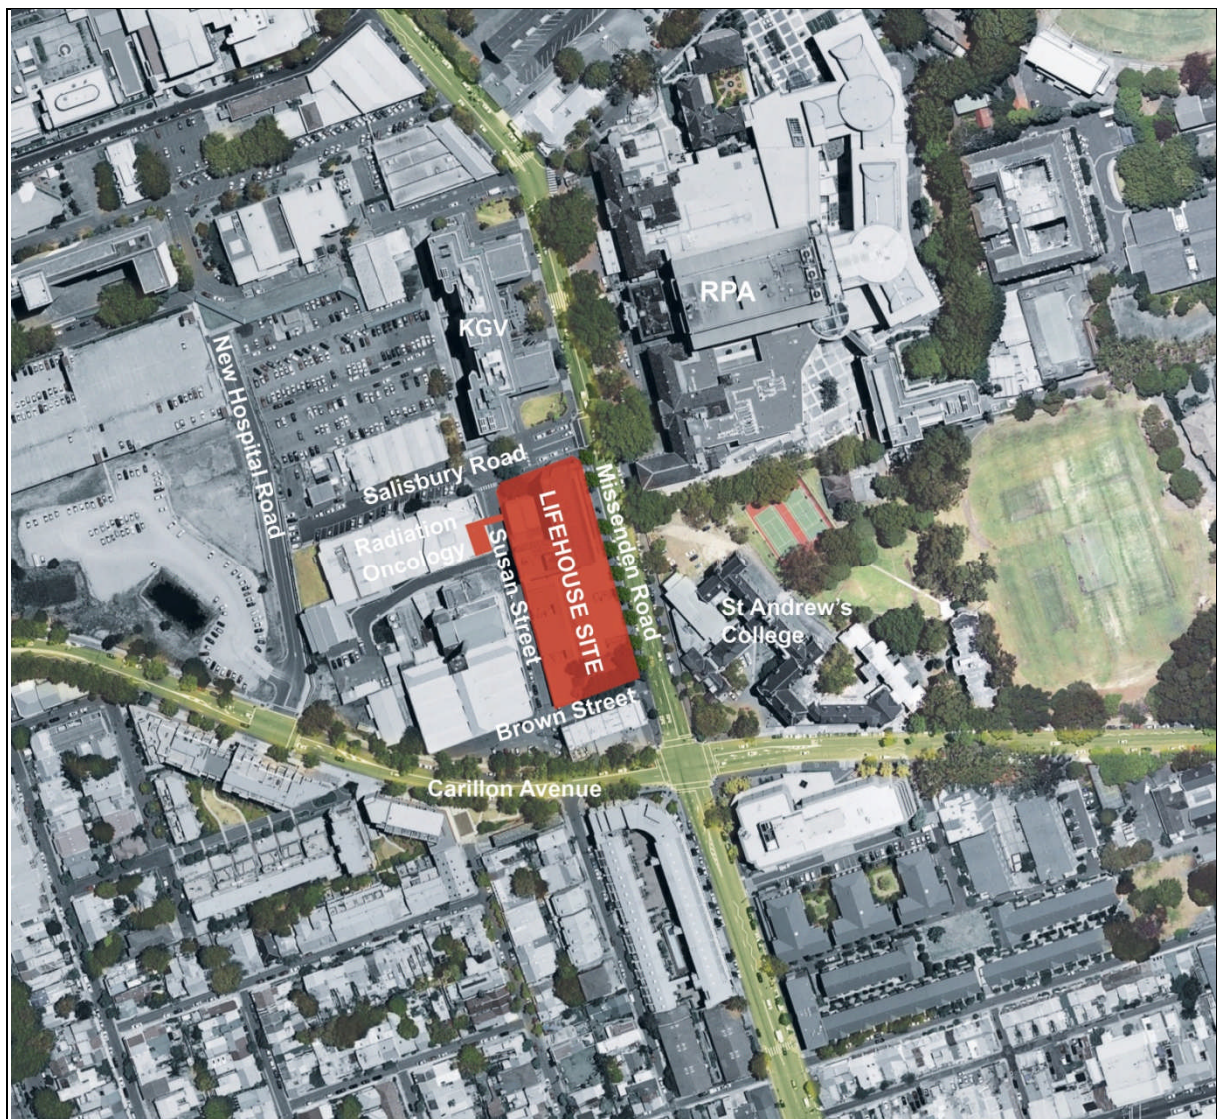 RPA
KGV
New Hospital Road
Salisbury Road
Missenden Road
LIFEHOUSE SITE
Radiation
Oncology
Susan Street
St Andrew's
College
Brown Street
Carillon Avenue